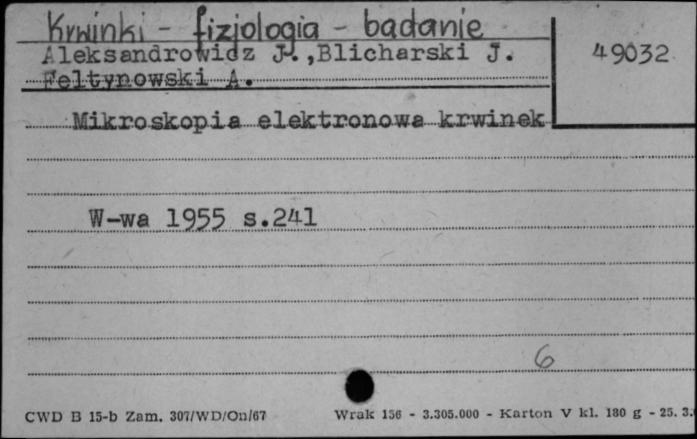 Krwinki - fizjologia - badanie
Aleksandrowicz J.,Blicharski J.
49032
Feltynowski A.
Mikroskopia elektronowa krwinek
W-wa 1955 s.241
6
CWD B 15-b Zam. 307/WD/On/67 Wrak 156 - 3.305.000 - Karton V kl. 180 g - 25. 3.